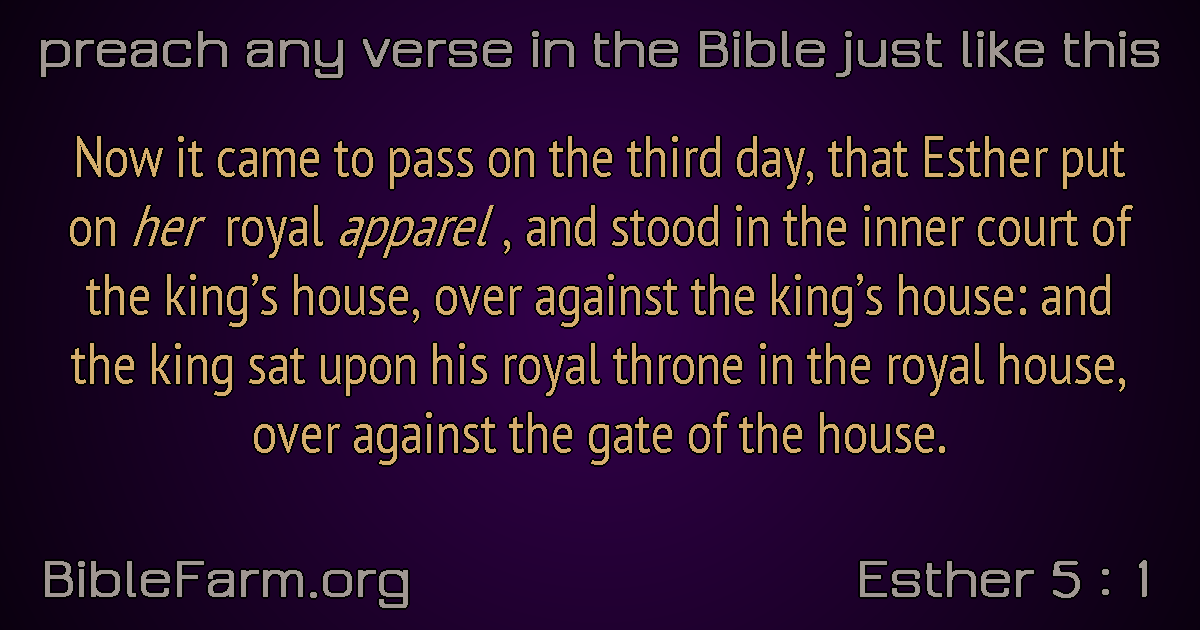 preach any verse in the Bible just like this
Now it came to pass on the third day, that Esther put
on her royal apparel , and stood in the inner court of
the king’s house, over against the king’s house: and
the king sat upon his royal throne in the royal house,
over against the gate of the house.
BibleFarm.org
Esther 5 : 1